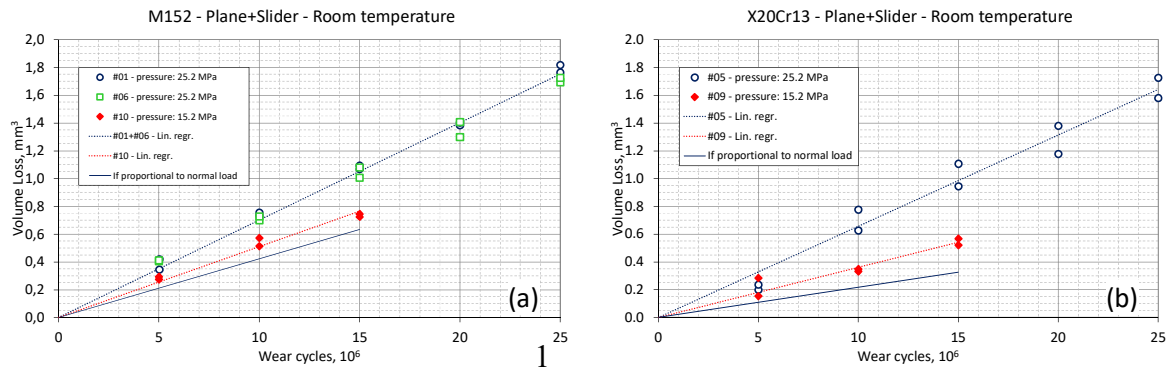 M152 - Plane+Slider - Room temperature
2,0
1,8
1,6
1,4
1,2
1,0
0,8
0,6
0,4
0,2
0,0
Volume Loss, mm³
#01 - pressure: 25.2 MPa
#06 - pressure: 25.2 MPa
#10 - pressure: 15.2 MPa
#01+#06 - Lin. regr.
#10 - Lin. regr.
If proportional to normal load
(a)
0 5 10 15 20 25
Wear cycles, 10⁶
1
X20Cr13 - Plane+Slider - Room temperature
2.0
1.8
1.6
1.4
1.2
1.0
0.8
0.6
0.4
0.2
0.0
Volume Loss, mm³
#05 - pressure: 25.2 MPa
#09 - pressure: 15.2 MPa
#05 - Lin. regr.
#09 - Lin. regr.
If proportional to normal load
(b)
0 5 10 15 20 25
Wear cycles, 10⁶